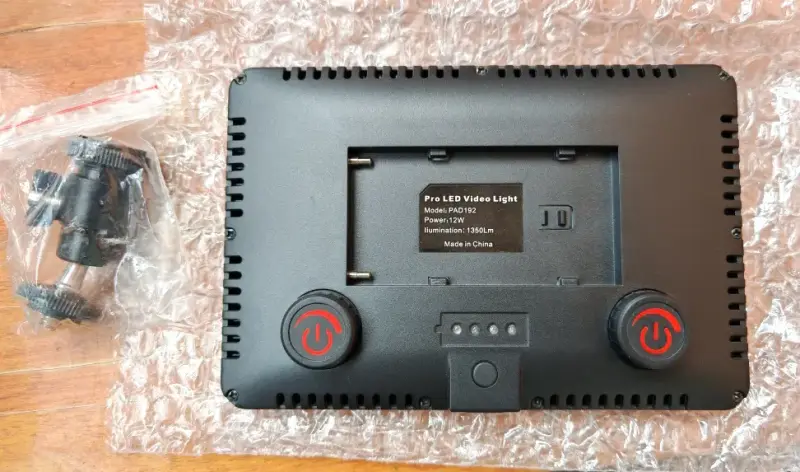 Pro LED Video Light
Model: PAD192
Power:12W
Ilumination: 1350Lm
Made in China